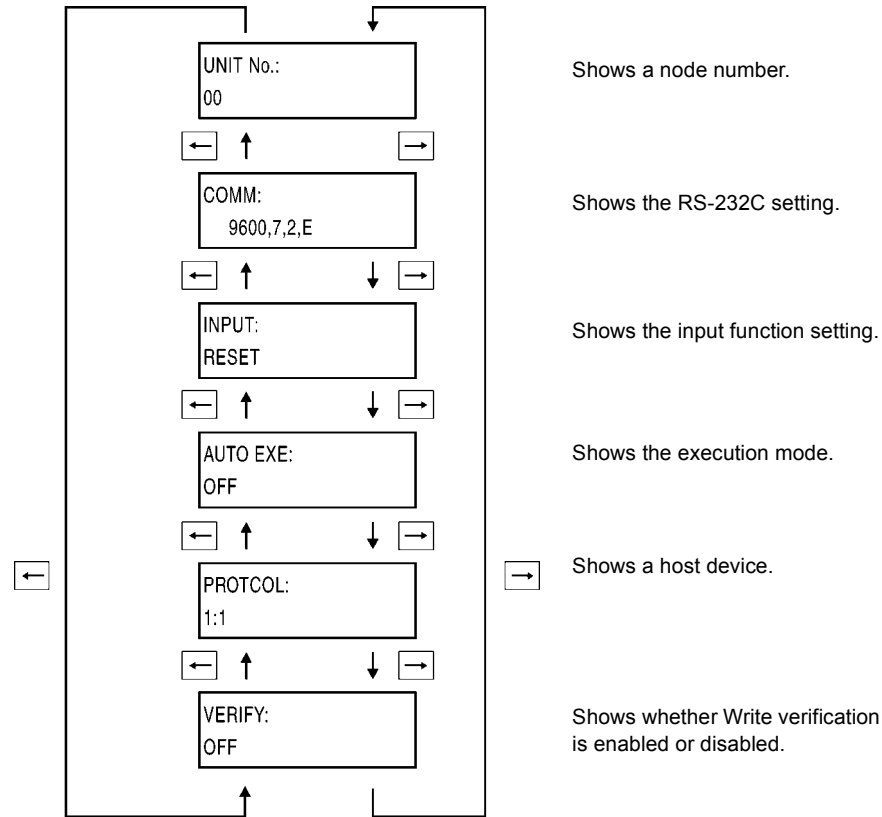 UNIT No.:
00
Shows a node number.
COMM:
9600,7,2,E
Shows the RS-232C setting.
INPUT:
RESET
Shows the input function setting.
AUTO EXE:
OFF
Shows the execution mode.
PROTCOL:
1:1
Shows a host device.
VERIFY:
OFF
Shows whether Write verification
is enabled or disabled.